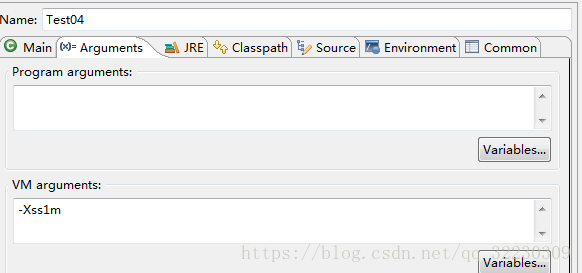 Name: Test04
Main (x)= Arguments JRE Classpath Source Environment Common
Program arguments:
Variables...
VM arguments:
-Xss1m
https://blog.csdn.net/qq_32230309
Variables...